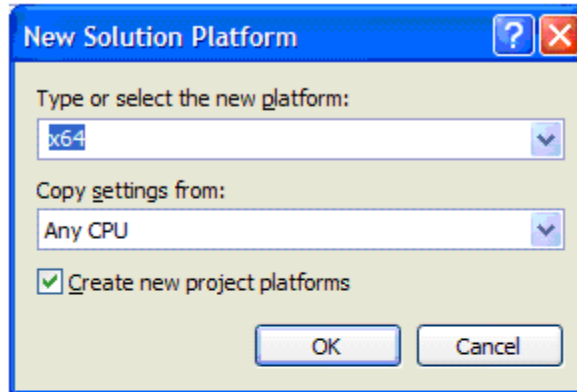 New Solution Platform
Type or select the new platform:
x64
Copy settings from:
Any CPU
Create new project platforms
OK Cancel